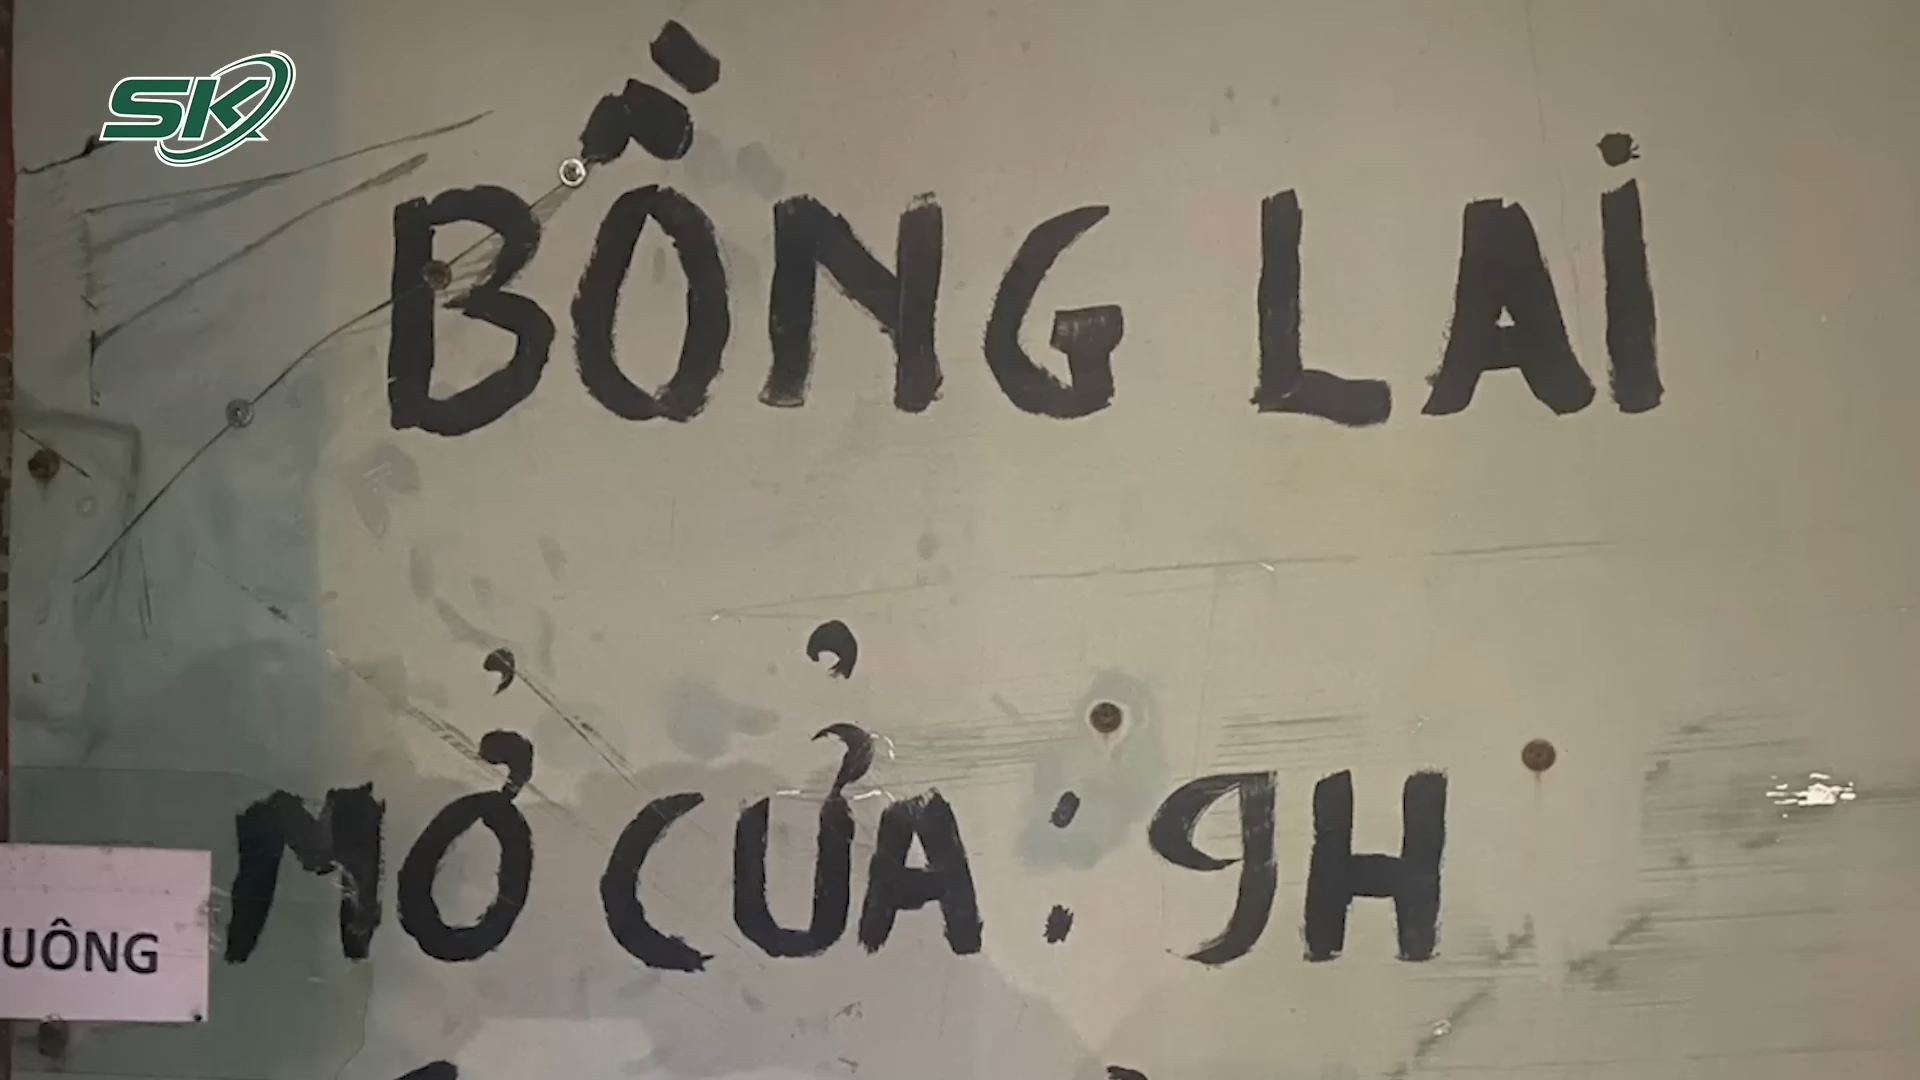 SK
BỒNG LAI
MỞ CỬA : 9H
UÔNG